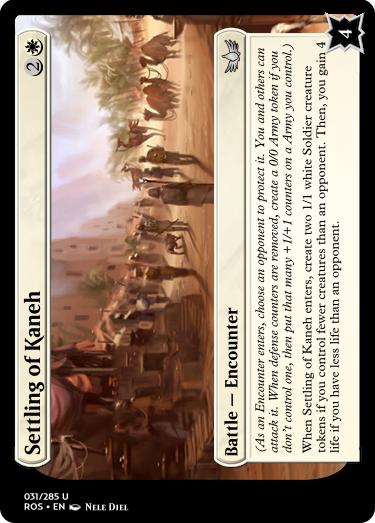 Settling of Kaneh
2
Battle — Encounter
(As an Encounter enters, choose an opponent to protect it. You and others can
attack it. When defense counters are removed, create a 0/0 Army token if you
don't control one, then put that many +1/+1 counters on a Army you control.)
When Settling of Kaneh enters, create two 1/1 white Soldier creature
tokens if you control fewer creatures than an opponent. Then, you gain 4
life if you have less life than an opponent.
4
031/285 U
ROS • EN NELE DIEL